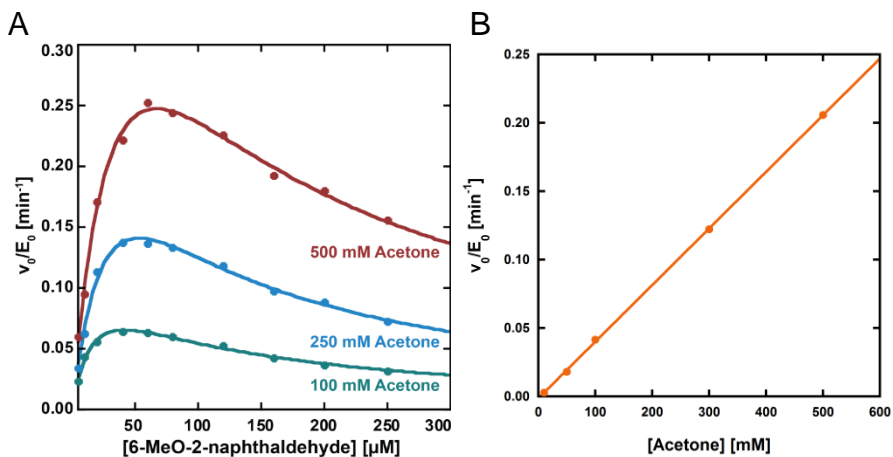 A
0.30
0.25
0.20
0.15
0.10
0.05
0.00
v₀/E₀ [min⁻¹]
500 mM Acetone
250 mM Acetone
100 mM Acetone
50 100 150 200 250 300
[6-MeO-2-naphthaldehyde] [µM]
B
0.25
0.20
0.15
0.10
0.05
0.00
v₀/E₀ [min⁻¹]
0 100 200 300 400 500 600
[Acetone] [mM]